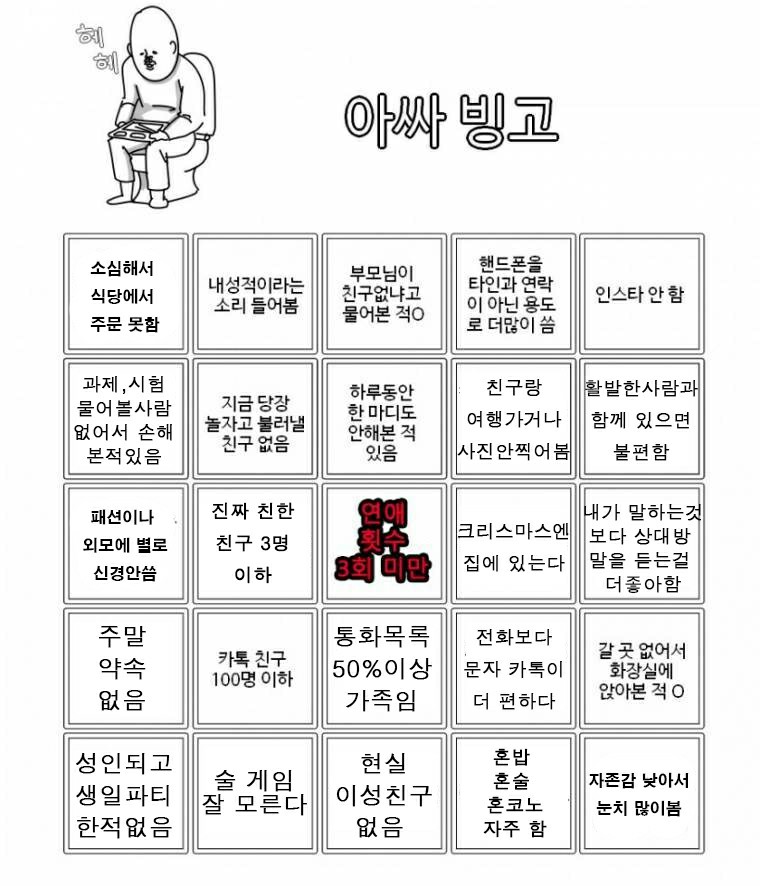 헤
헤
아싸 빙고
소심해서
식당에서
주문 못함
내성적이라는
소리 들어봄
부모님이
친구없냐고
물어본 적O
핸드폰을
타인과 연락
이 아닌 용도
로 더많이 씀
인스타 안 함
과제,시험
물어볼사람
없어서 손해
본적있음
지금 당장
놀자고 불러낼
친구 없음
하루동안
한 마디도
안해본 적
있음
친구랑
여행가거나
사진안찍어봄
활발한사람과
함께 있으면
불편함
패션이나
외모에 별로
신경안씀
진짜 친한
친구 3명
이하
연애
횟수
3회 미만
크리스마스엔
집에 있는다
내가 말하는것
보다 상대방
말을 듣는걸
더좋아함
주말
약속
없음
카톡 친구
100명 이하
통화목록
50%이상
가족임
전화보다
문자 카톡이
더 편하다
갈 곳 없어서
화장실에
앉아본 적 O
성인되고
생일파티
한적없음
술 게임
잘 모른다
현실
이성친구
없음
혼밥
혼술
혼코노
자주 함
자존감 낮아서
눈치 많이봄